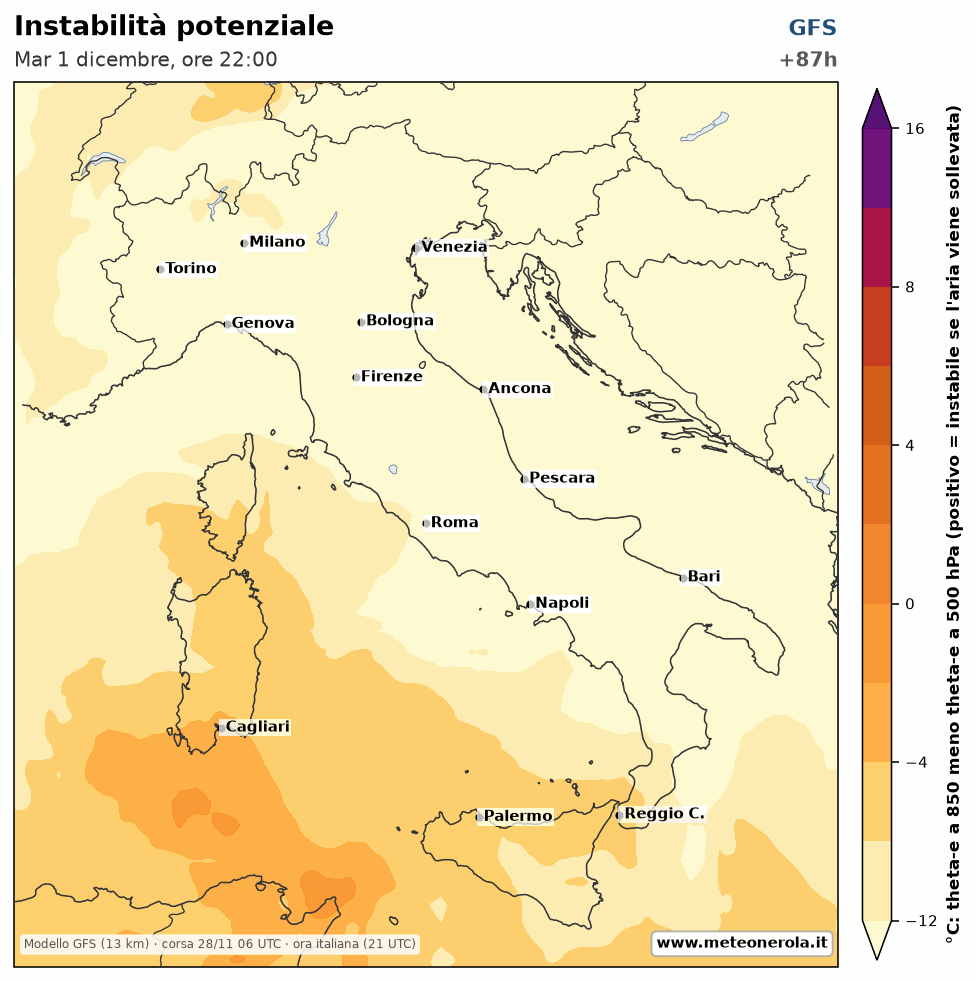 Instabilità potenziale
GFS
Mar 1 dicembre, ore 22:00
+87h
Milano
Venezia
Torino
Genova
Bologna
Firenze
Ancona
Pescara
Roma
Bari
Napoli
Cagliari
Palermo
Reggio C.
Modello GFS (13 km) · corsa 28/11 06 UTC · ora italiana (21 UTC)
www.meteonerola.it
16
8
4
0
−4
−12
°C: theta-e a 850 meno theta-e a 500 hPa (positivo = instabile se l'aria viene sollevata)